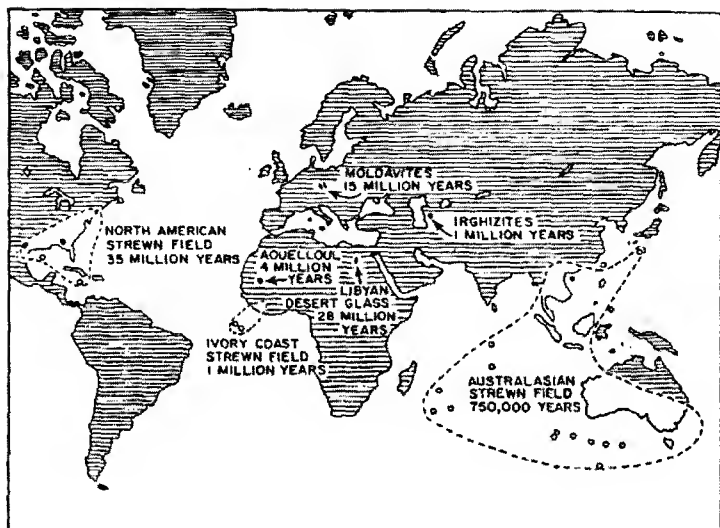 MOLDAVITES
15 MILLION YEARS
IRGHIZITES
1 MILLION YEARS
NORTH AMERICAN
STREWN FIELD
35 MILLION YEARS
AOUELLOUL
4 MILLION
YEARS
LIBYAN
DESERT GLASS
28 MILLION
YEARS
IVORY COAST
STREWN FIELD
1 MILLION YEARS
AUSTRALASIAN
STREWN FIELD
750,000 YEARS